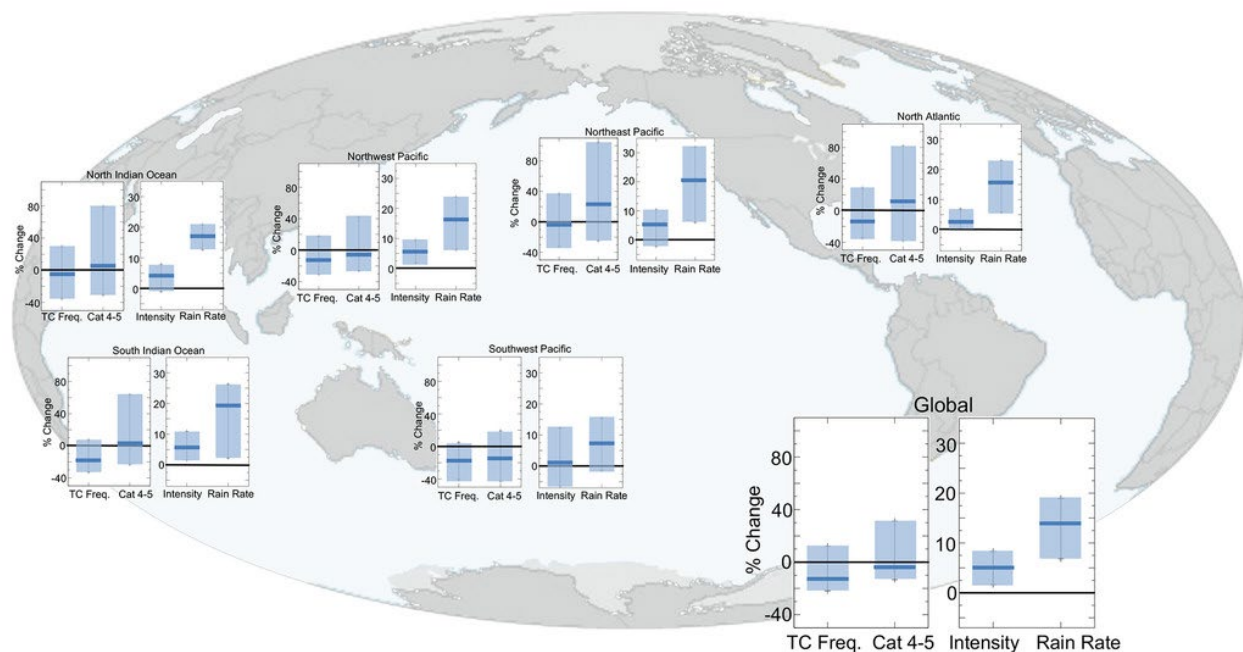 North Atlantic
80
40
0
-40
% Change
30
20
10
0
TC Freq. Cat 4-5 Intensity Rain Rate
Northeast Pacific
80
40
0
-40
% Change
30
20
10
0
TC Freq. Cat 4-5 Intensity Rain Rate
Northwest Pacific
80
40
0
-40
% Change
30
20
10
0
TC Freq. Cat 4-5 Intensity Rain Rate
North Indian Ocean
80
40
0
-40
% Change
30
20
10
0
TC Freq. Cat 4-5 Intensity Rain Rate
South Indian Ocean
80
40
0
-40
% Change
30
20
10
0
TC Freq. Cat 4-5 Intensity Rain Rate
Southwest Pacific
80
40
0
-40
% Change
30
20
10
0
TC Freq. Cat 4-5 Intensity Rain Rate
Global
80
40
0
-40
% Change
30
20
10
0
TC Freq. Cat 4-5 Intensity Rain Rate